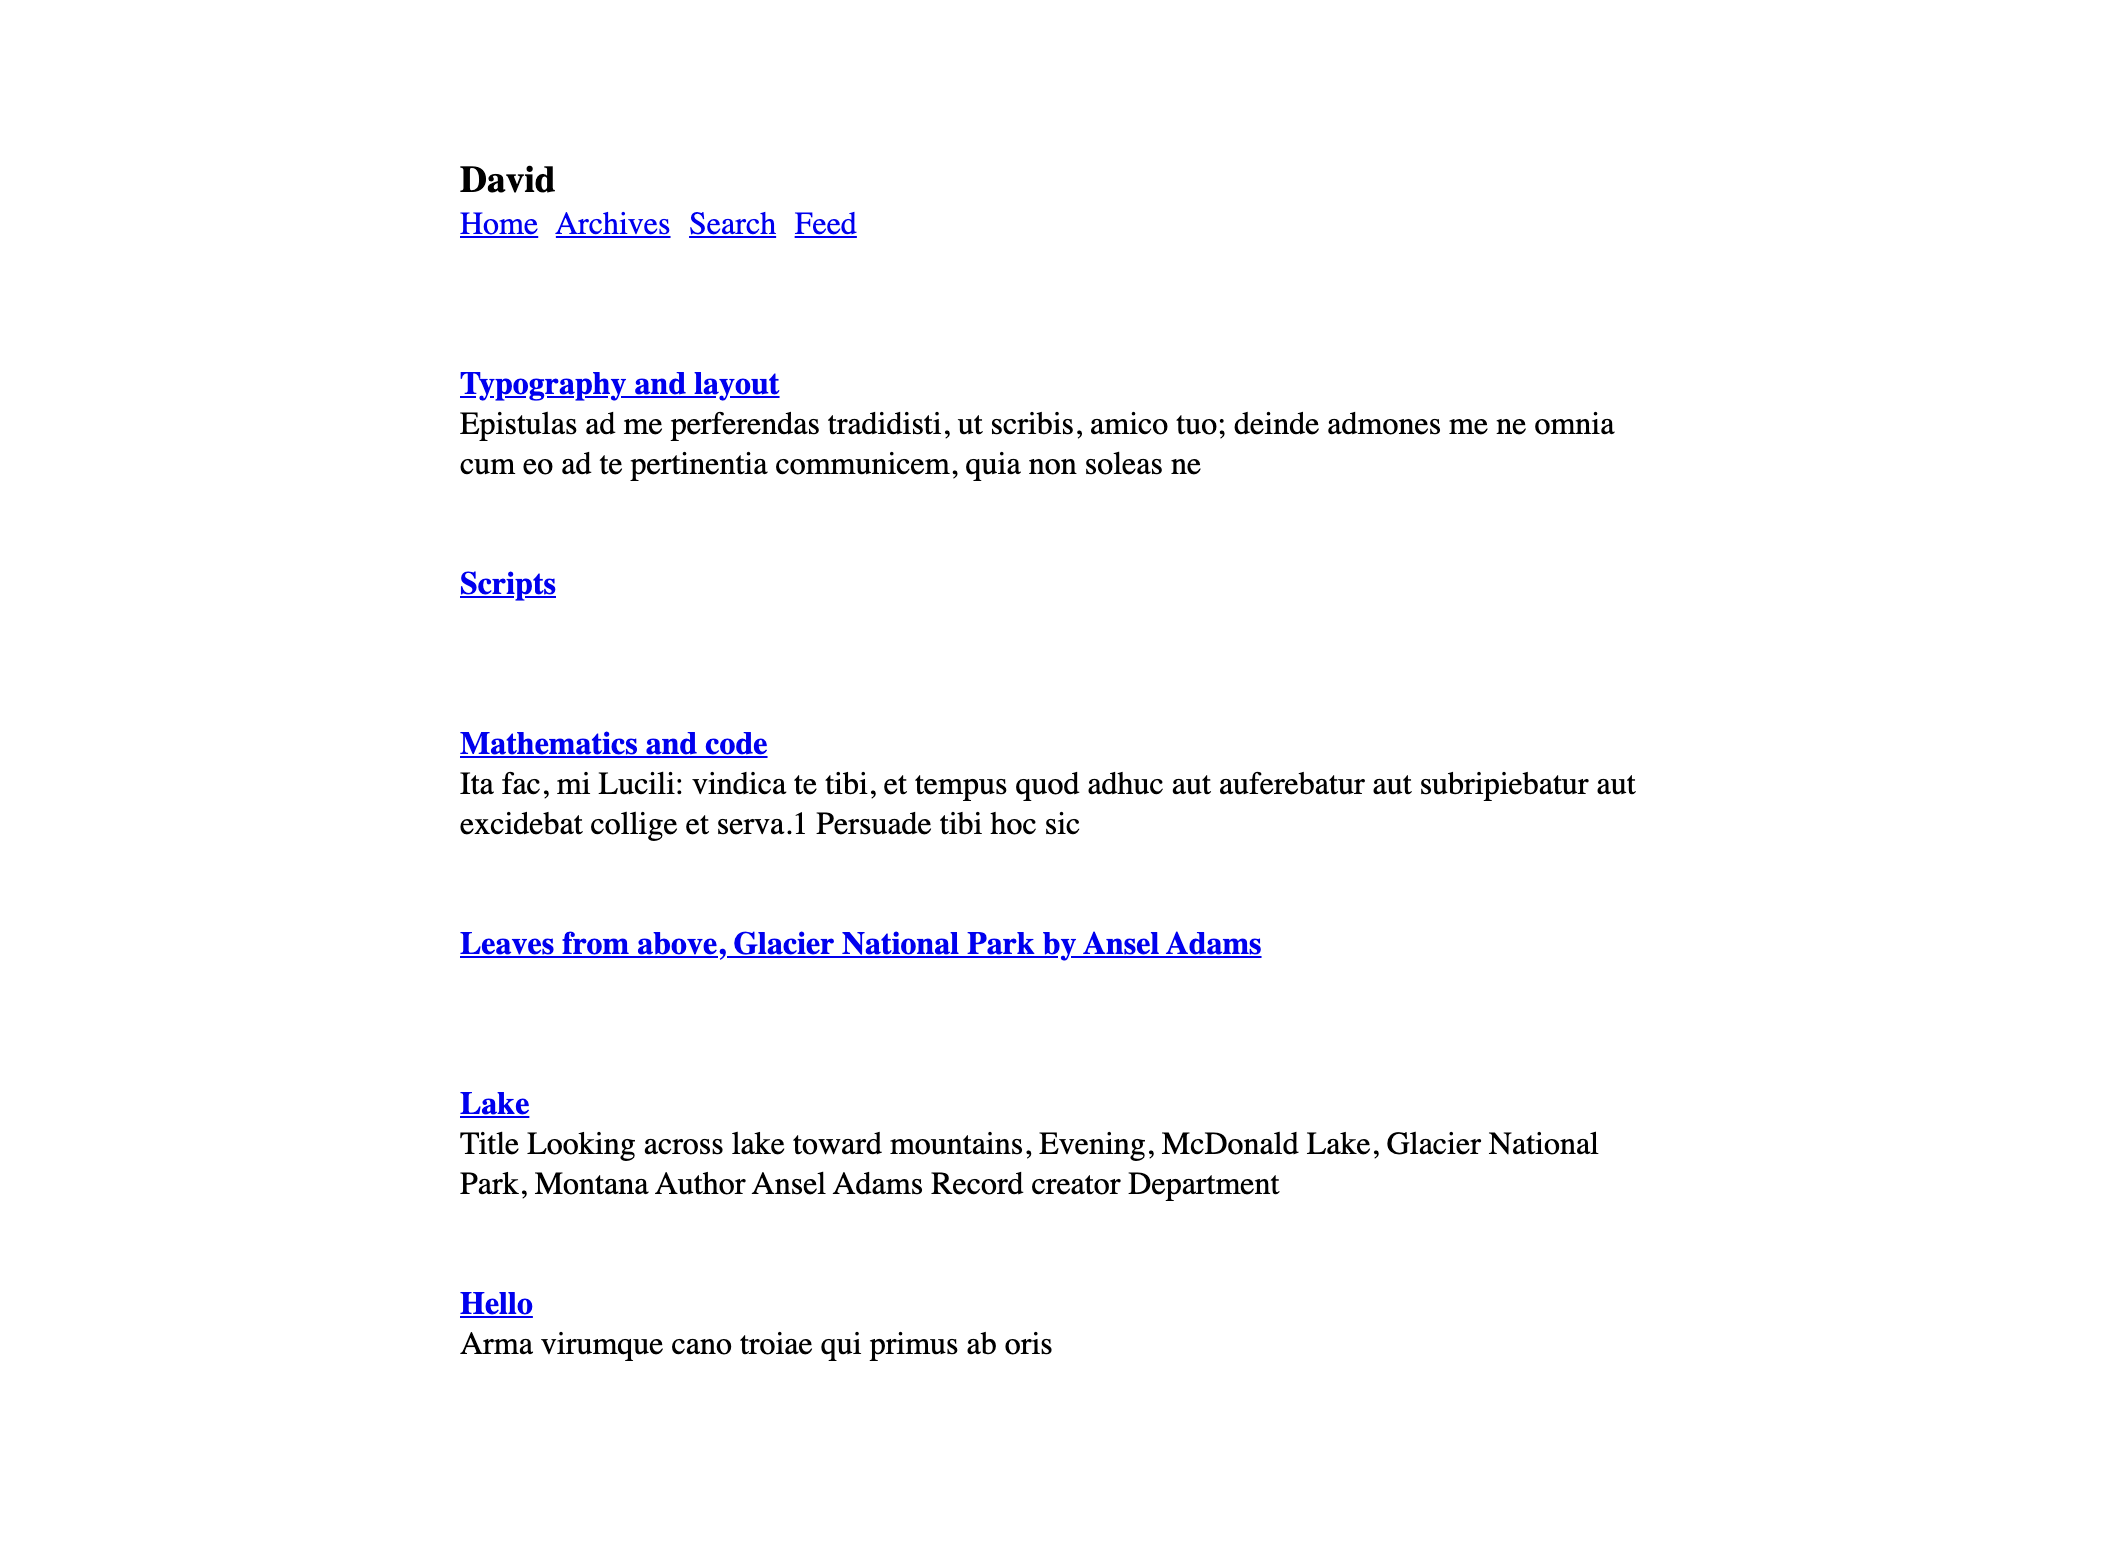 David
Home Archives Search Feed
Typography and layout
Epistulas ad me perferendas tradidisti, ut scribis, amico tuo; deinde admones me ne omnia
cum eo ad te pertinentia communicem, quia non soleas ne
Scripts
Mathematics and code
Ita fac, mi Lucili: vindica te tibi, et tempus quod adhuc aut auferebatur aut subripiebatur aut
excidebat collige et serva.1 Persuade tibi hoc sic
Leaves from above, Glacier National Park by Ansel Adams
Lake
Title Looking across lake toward mountains, Evening, McDonald Lake, Glacier National
Park, Montana Author Ansel Adams Record creator Department
Hello
Arma virumque cano troiae qui primus ab oris